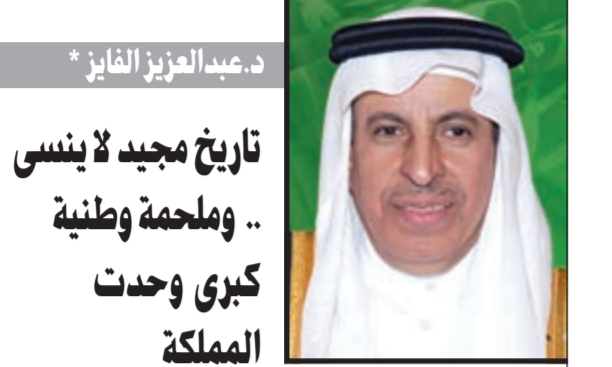 د.عبدالعزيز الفايز *
تاريخ مجيد لا ينسى
.. وملحمة وطنية
كبرى وحدت
المملكة